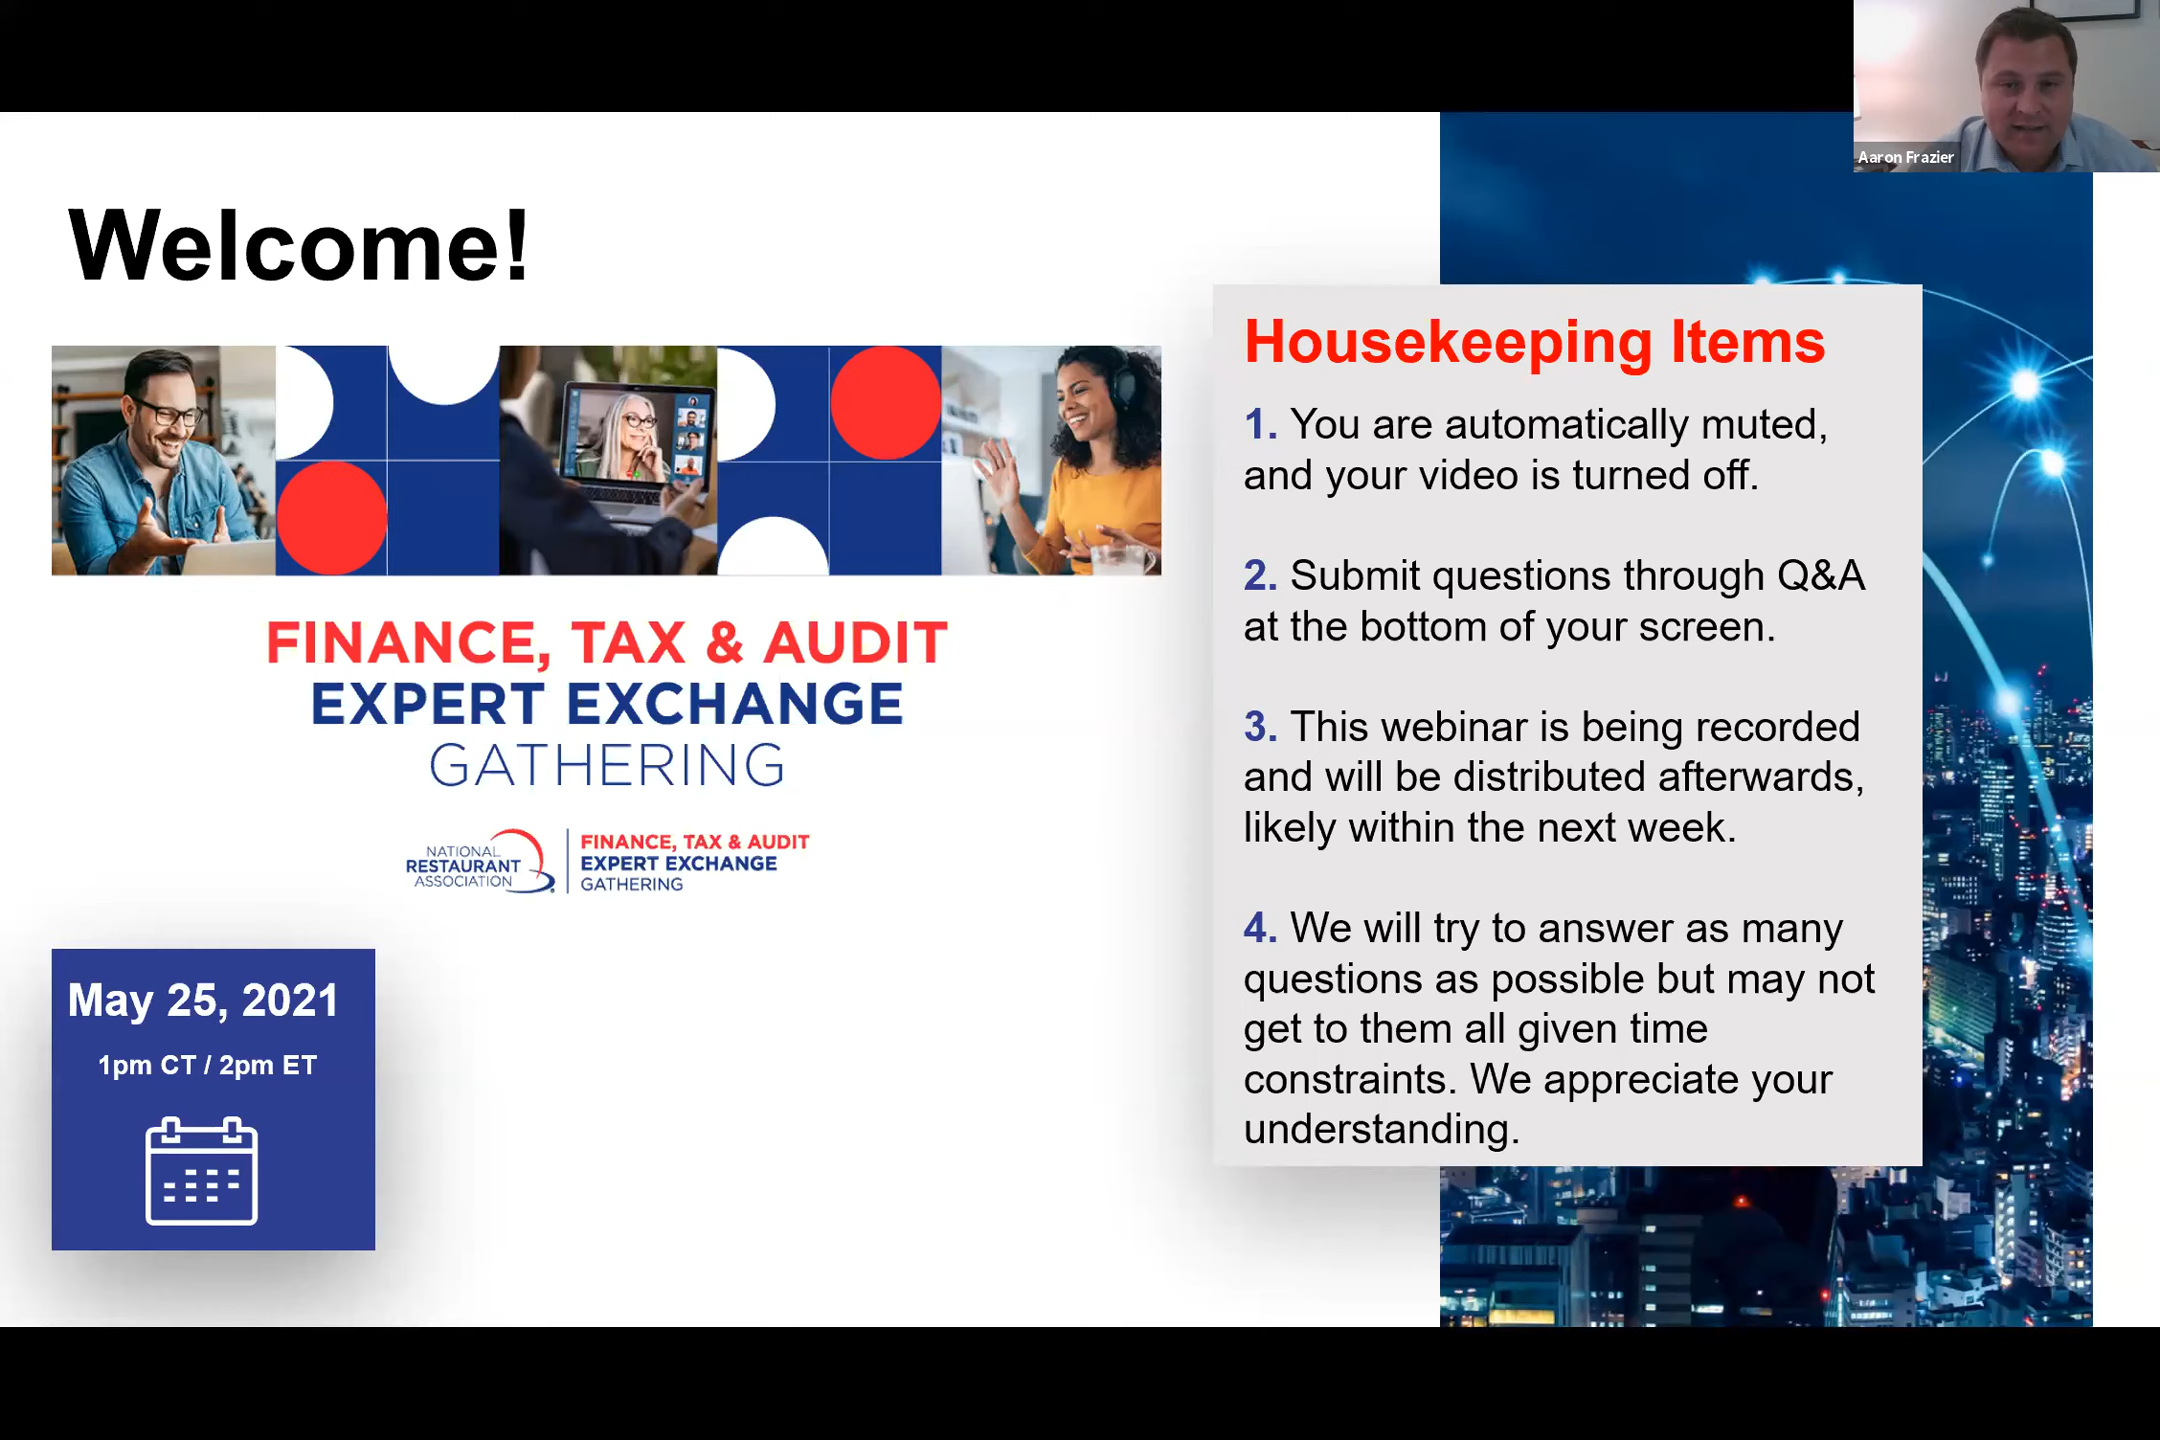 Aaron Frazier
Welcome!
FINANCE, TAX & AUDIT
EXPERT EXCHANGE
GATHERING
NATIONAL
RESTAURANT
ASSOCIATION
FINANCE, TAX & AUDIT
EXPERT EXCHANGE
GATHERING
May 25, 2021
1pm CT / 2pm ET
Housekeeping Items
1. You are automatically muted,
and your video is turned off.
2. Submit questions through Q&A
at the bottom of your screen.
3. This webinar is being recorded
and will be distributed afterwards,
likely within the next week.
4. We will try to answer as many
questions as possible but may not
get to them all given time
constraints. We appreciate your
understanding.